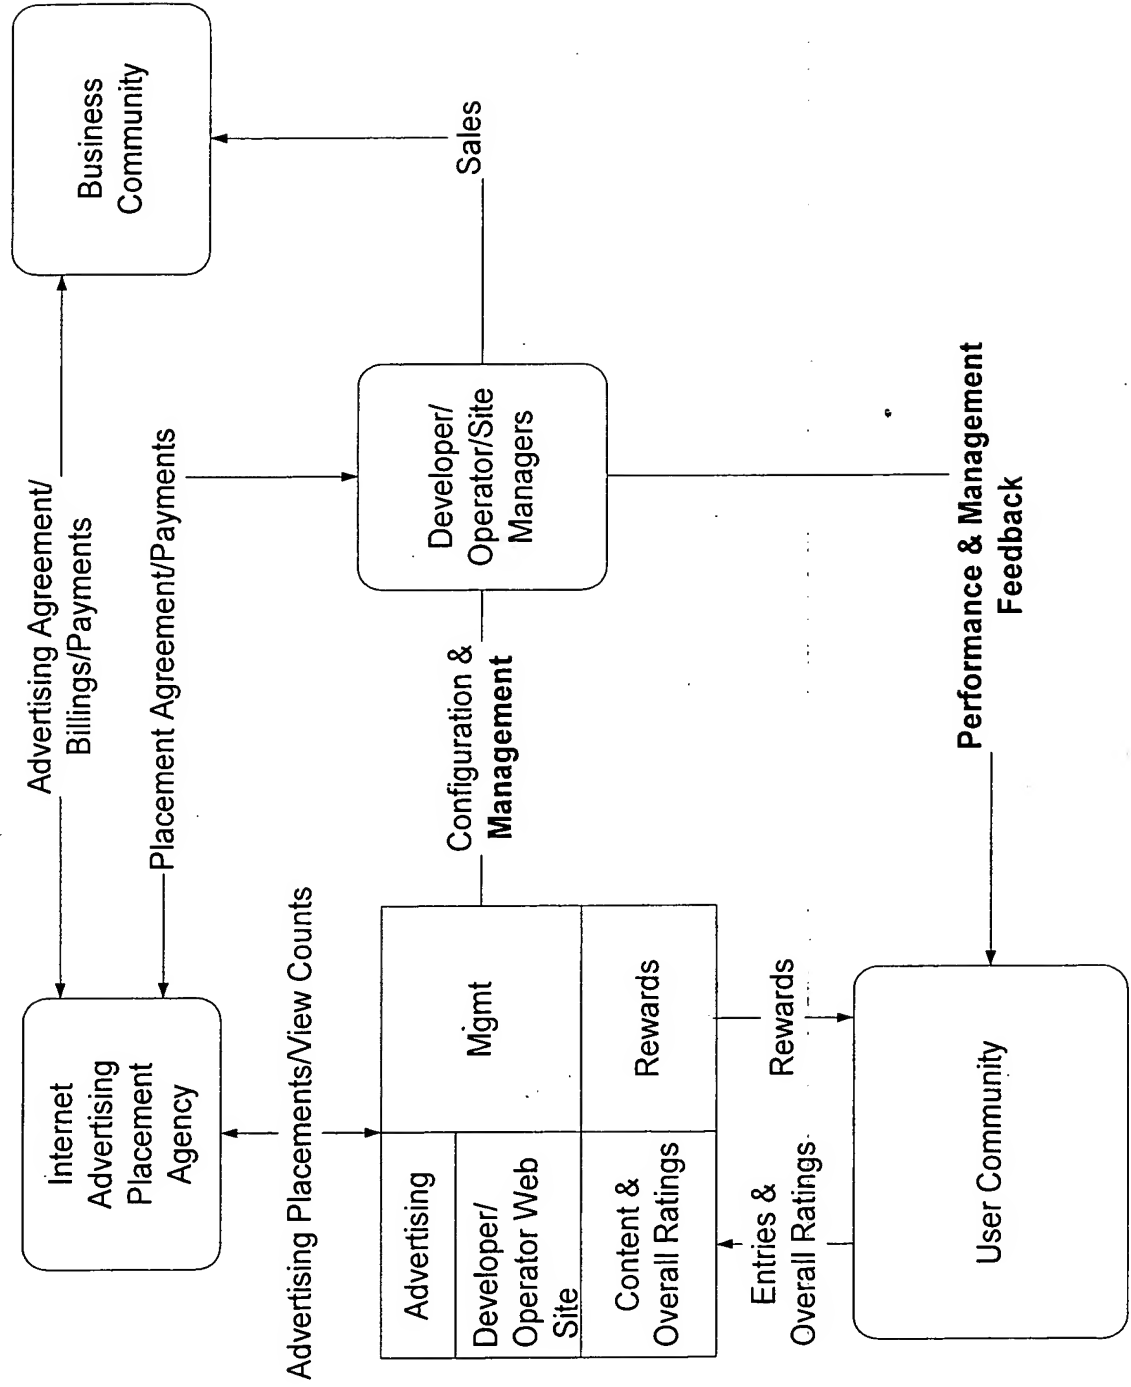 Internet
Advertising
Placement
Agency
Advertising Agreement/
Billings/Payments
Placement Agreement/Payments
Business
Community
Advertising Placements/View Counts
Advertising
Developer/
Operator Web
Site
Content &
Overall Ratings
Mgmt
Rewards
Configuration &
Management
Developer/
Operator/Site
Managers
Sales
Entries &
Overall Ratings
Rewards
User Community
Performance & Management
Feedback